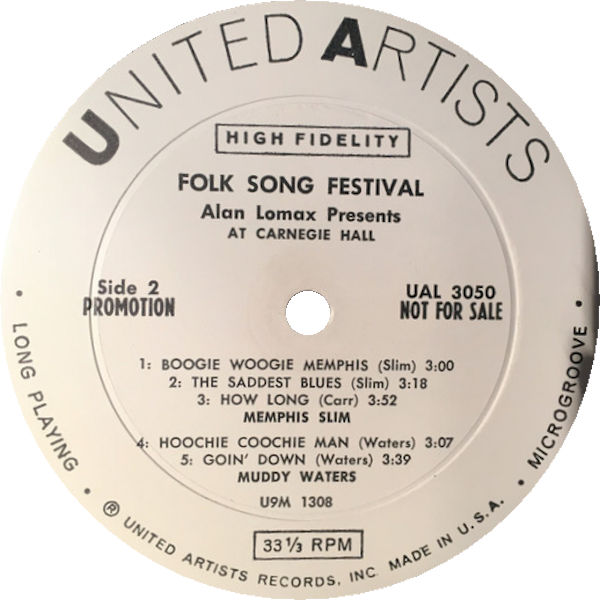 UNITED ARTISTS
HIGH FIDELITY
FOLK SONG FESTIVAL
Alan Lomax Presents
AT CARNEGIE HALL
Side 2
PROMOTION
UAL 3050
NOT FOR SALE
1: BOOGIE WOOGIE MEMPHIS (Slim) 3:00
2: THE SADDEST BLUES (Slim) 3:18
3: HOW LONG (Carr) 3:52
MEMPHIS SLIM
4: HOOCHIE COOCHIE MAN (Waters) 3:07
5: GOIN' DOWN (Waters) 3:39
MUDDY WATERS
U9M 1308
33 1/3 RPM
• LONG PLAYING • ® UNITED ARTISTS RECORDS, INC. MADE IN U.S.A. • MICROGROOVE •